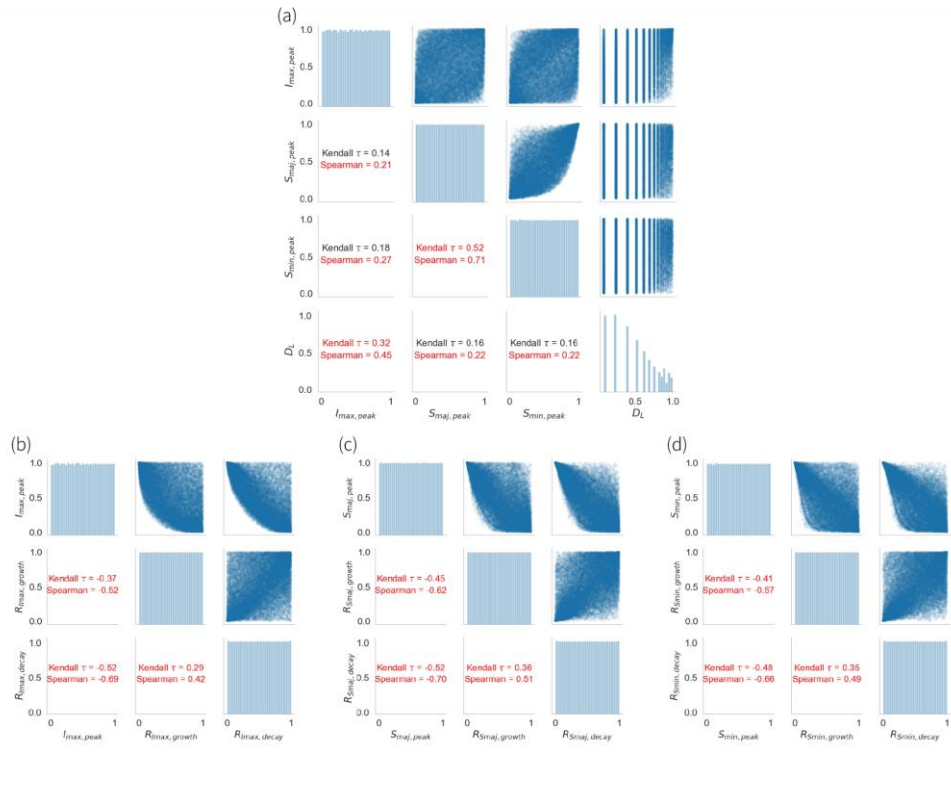 (a)
1.0
0.5
0.0
I_max,peak
1.0
0.5
0.0
S_maj,peak
Kendall τ = 0.14
Spearman = 0.21
1.0
0.5
0.0
S_min,peak
Kendall τ = 0.18
Spearman = 0.27
Kendall τ = 0.52
Spearman = 0.71
1.0
0.5
0.0
D_L
Kendall τ = 0.32
Spearman = 0.45
Kendall τ = 0.16
Spearman = 0.22
Kendall τ = 0.16
Spearman = 0.22
0 1 0 1 0 1 0.5 1.0
I_max,peak S_maj,peak S_min,peak D_L
(b)
1.0
0.5
0.0
I_max,peak
1.0
0.5
0.0
R_Imax,growth
Kendall τ = -0.37
Spearman = -0.52
1.0
0.5
0.0
R_Imax,decay
Kendall τ = -0.52
Spearman = -0.69
Kendall τ = 0.29
Spearman = 0.42
0 1 0 1 0 1
I_max,peak R_Imax,growth R_Imax,decay
(c)
1.0
0.5
0.0
S_maj,peak
1.0
0.5
0.0
R_Smaj,growth
Kendall τ = -0.45
Spearman = -0.62
1.0
0.5
0.0
R_Smaj,decay
Kendall τ = -0.52
Spearman = -0.70
Kendall τ = 0.36
Spearman = 0.51
0 1 0 1 0 1
S_maj,peak R_Smaj,growth R_Smaj,decay
(d)
1.0
0.5
0.0
S_min,peak
1.0
0.5
0.0
R_Smin,growth
Kendall τ = -0.41
Spearman = -0.57
1.0
0.5
0.0
R_Smin,decay
Kendall τ = -0.48
Spearman = -0.66
Kendall τ = 0.35
Spearman = 0.49
0 1 0 1 0 1
S_min,peak R_Smin,growth R_Smin,decay